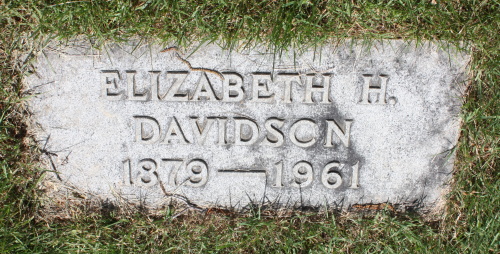 ELIZABETH H.
DAVIDSON
1879—1961